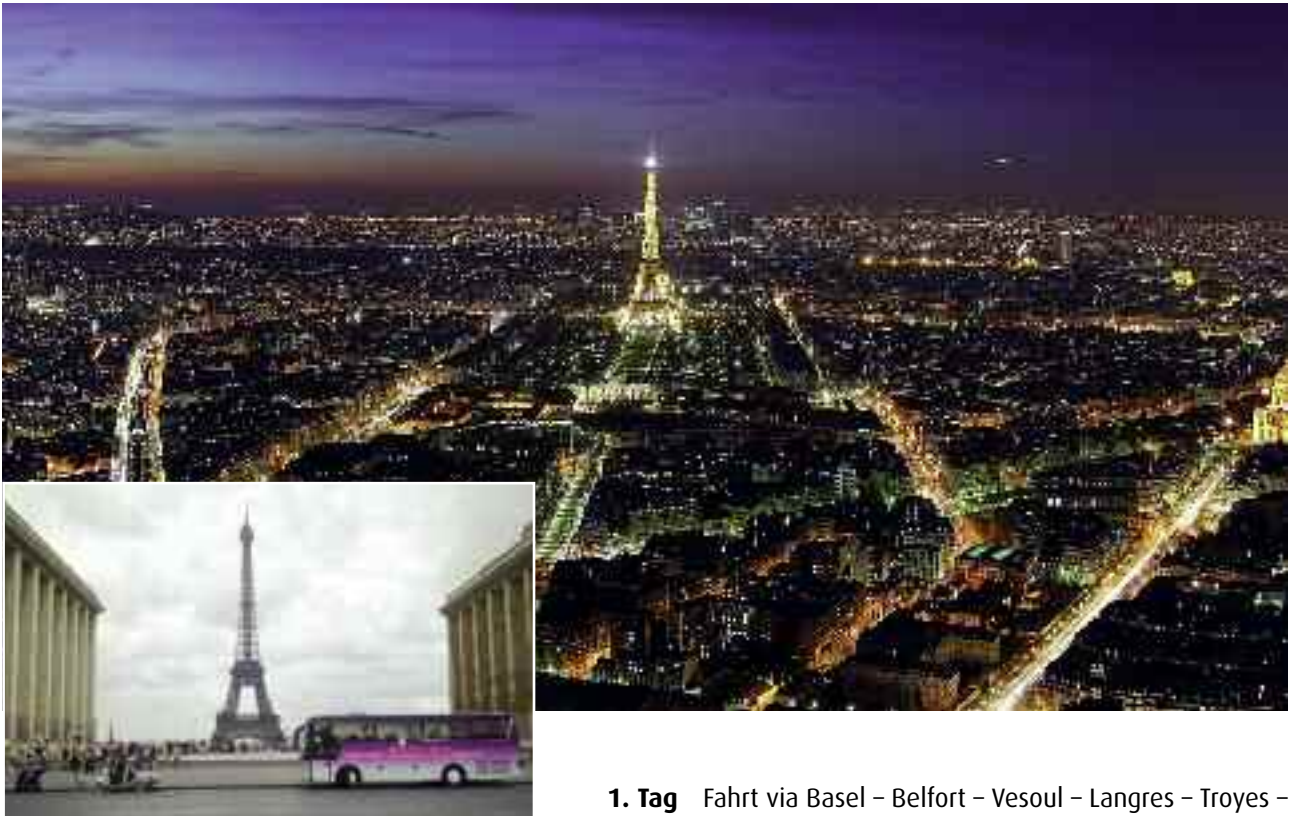 1. Tag Fahrt via Basel – Belfort – Vesoul – Langres – Troyes –